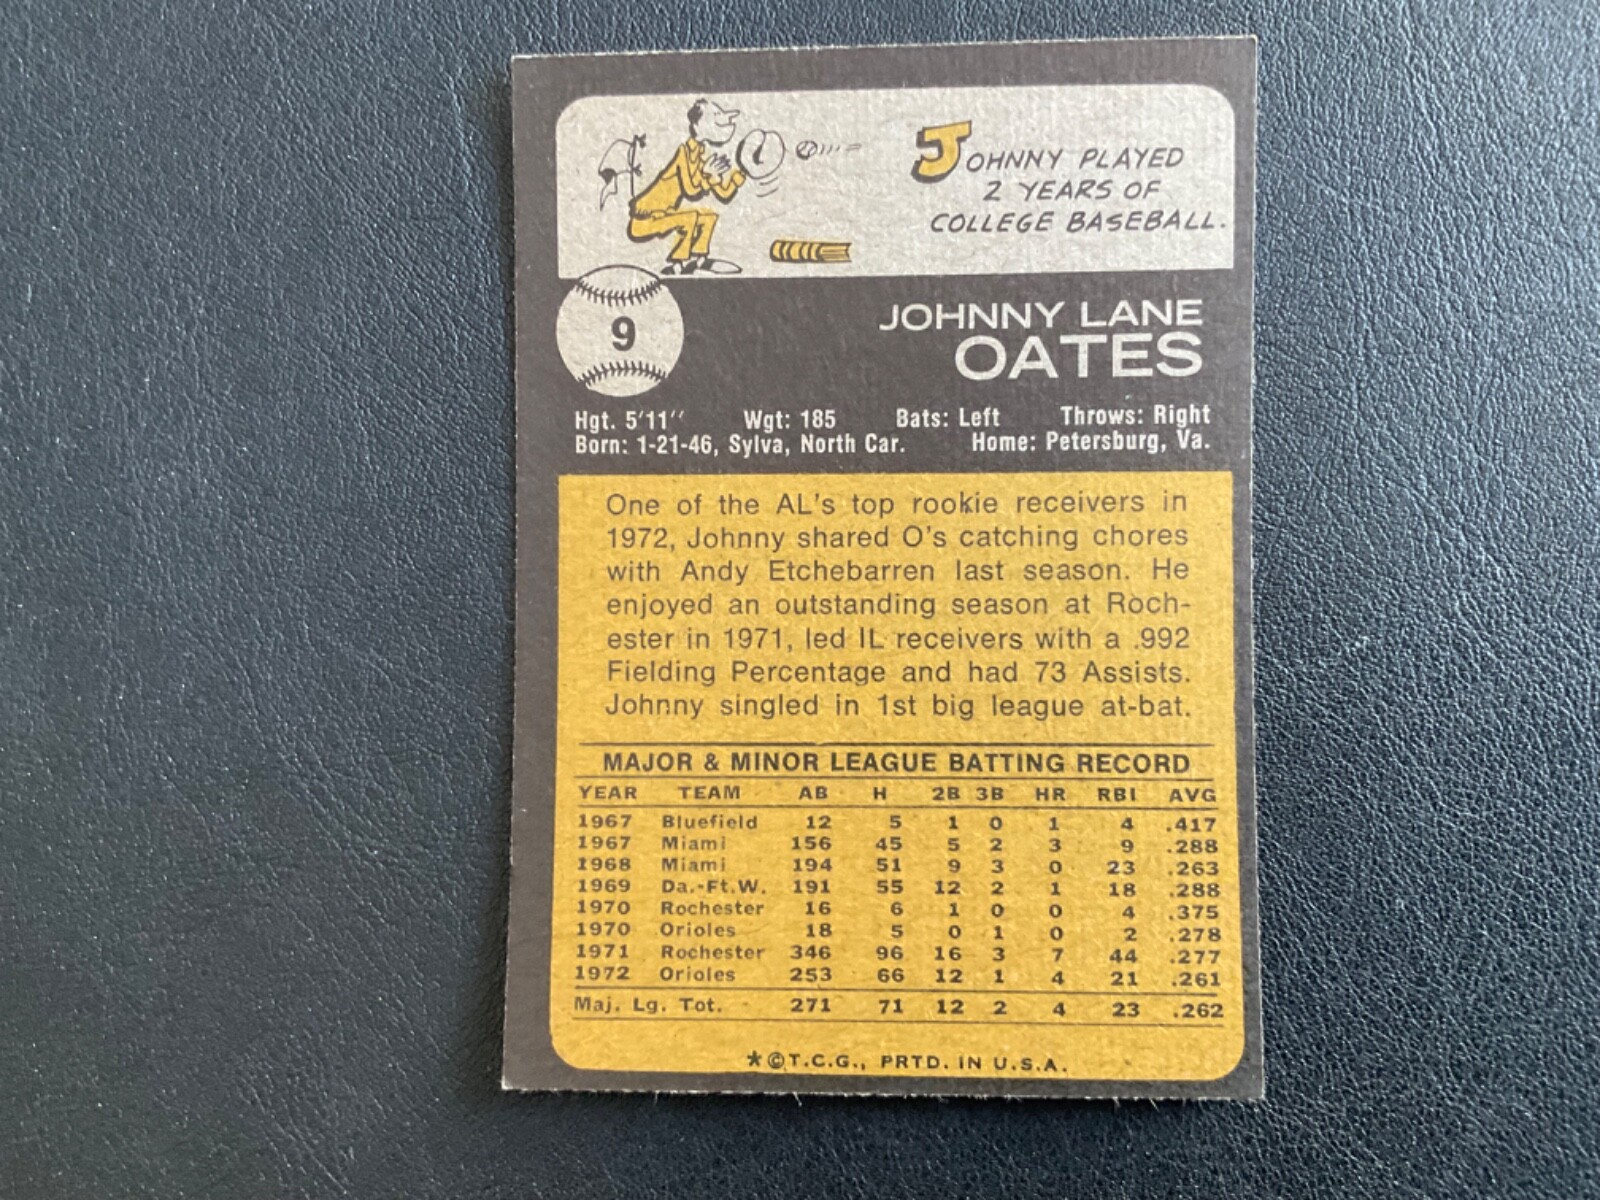 JOHNNY PLAYED
2 YEARS OF
COLLEGE BASEBALL.
9
JOHNNY LANE
OATES
Hgt. 5'11'' Wgt: 185 Bats: Left Throws: Right
Born: 1-21-46, Sylva, North Car. Home: Petersburg, Va.
One of the AL's top rookie receivers in
1972, Johnny shared O's catching chores
with Andy Etchebarren last season. He
enjoyed an outstanding season at Roch-
ester in 1971, led IL receivers with a .992
Fielding Percentage and had 73 Assists.
Johnny singled in 1st big league at-bat.
MAJOR & MINOR LEAGUE BATTING RECORD
YEAR TEAM AB H 2B 3B HR RBI AVG
1967 Bluefield 12 5 1 0 1 4 .417
1967 Miami 156 45 5 2 3 9 .288
1968 Miami 194 51 9 3 0 23 .263
1969 Da.-Ft.W. 191 55 12 2 1 18 .288
1970 Rochester 16 6 1 0 0 4 .375
1970 Orioles 18 5 0 1 0 2 .278
1971 Rochester 346 96 16 3 7 44 .277
1972 Orioles 253 66 12 1 4 21 .261
Maj. Lg. Tot. 271 71 12 2 4 23 .262
*©T.C.G., PRTD. IN U.S.A.